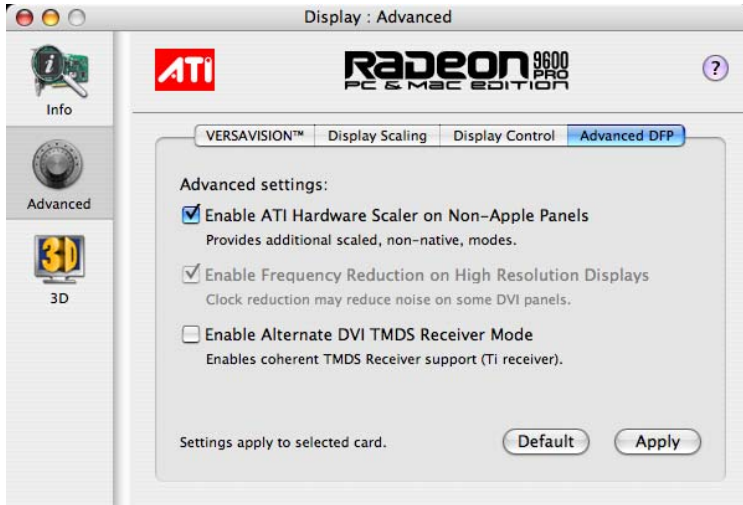 Display : Advanced
Info
Advanced
3D
3D
ATI
RADEON 9600 PRO
PC & MAC EDITION
?
VERSAVISION™ Display Scaling Display Control Advanced DFP
Advanced settings:
Enable ATI Hardware Scaler on Non-Apple Panels
Provides additional scaled, non-native, modes.
Enable Frequency Reduction on High Resolution Displays
Clock reduction may reduce noise on some DVI panels.
Enable Alternate DVI TMDS Receiver Mode
Enables coherent TMDS Receiver support (Ti receiver).
Settings apply to selected card.
Default Apply